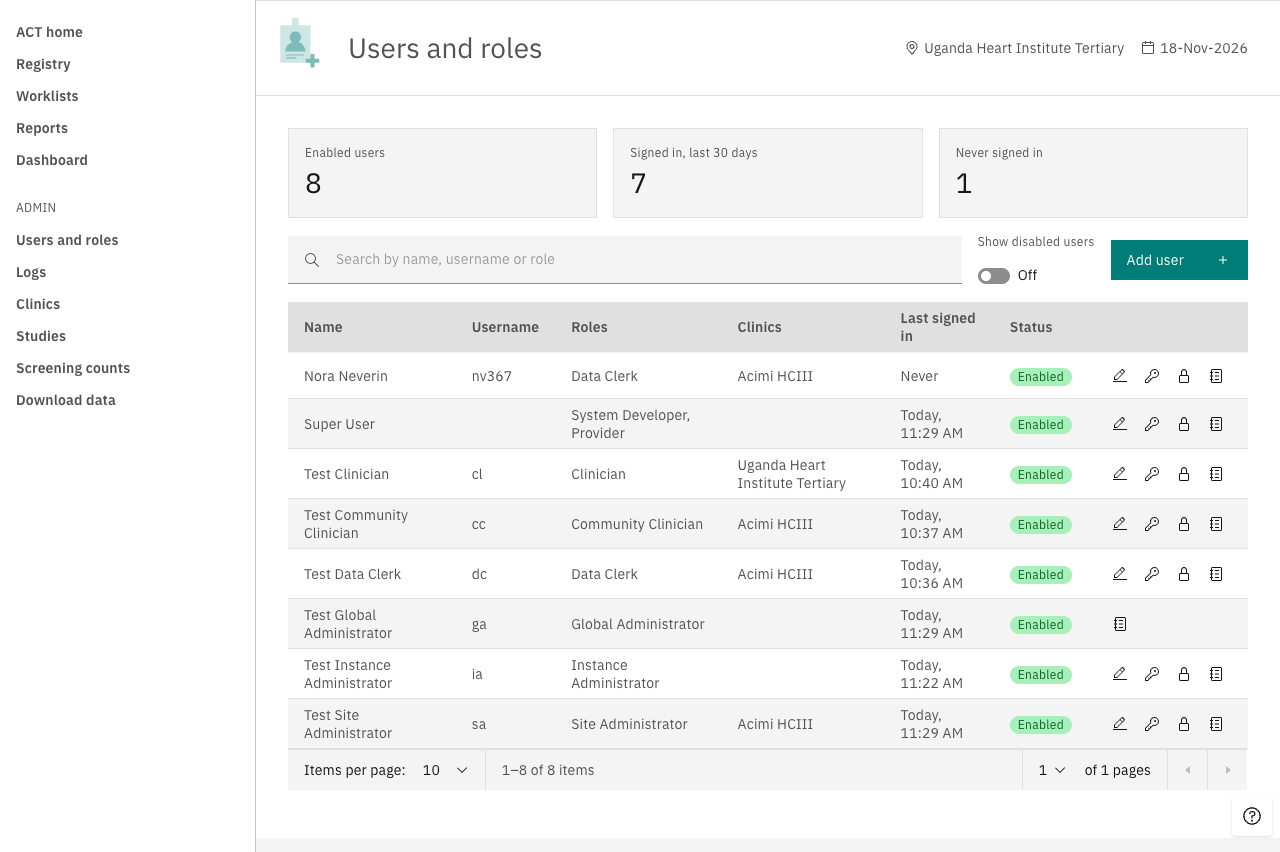 ACT home
Registry
Worklists
Reports
Dashboard
ADMIN
Users and roles
Logs
Clinics
Studies
Screening counts
Download data
Users and roles
Uganda Heart Institute Tertiary
18-Nov-2026
Enabled users
8
Signed in, last 30 days
7
Never signed in
1
Search by name, username or role
Show disabled users
Off
Add user
Name Username Roles Clinics Last signed in Status
Nora Neverin nv367 Data Clerk Acimi HCIII Never Enabled
Super User System Developer, Provider Today, 11:29 AM Enabled
Test Clinician cl Clinician Uganda Heart Institute Tertiary Today, 10:40 AM Enabled
Test Community Clinician cc Community Clinician Acimi HCIII Today, 10:37 AM Enabled
Test Data Clerk dc Data Clerk Acimi HCIII Today, 10:36 AM Enabled
Test Global Administrator ga Global Administrator Today, 11:29 AM Enabled
Test Instance Administrator ia Instance Administrator Today, 11:22 AM Enabled
Test Site Administrator sa Site Administrator Acimi HCIII Today, 11:29 AM Enabled
Items per page: 10 1–8 of 8 items 1 of 1 pages